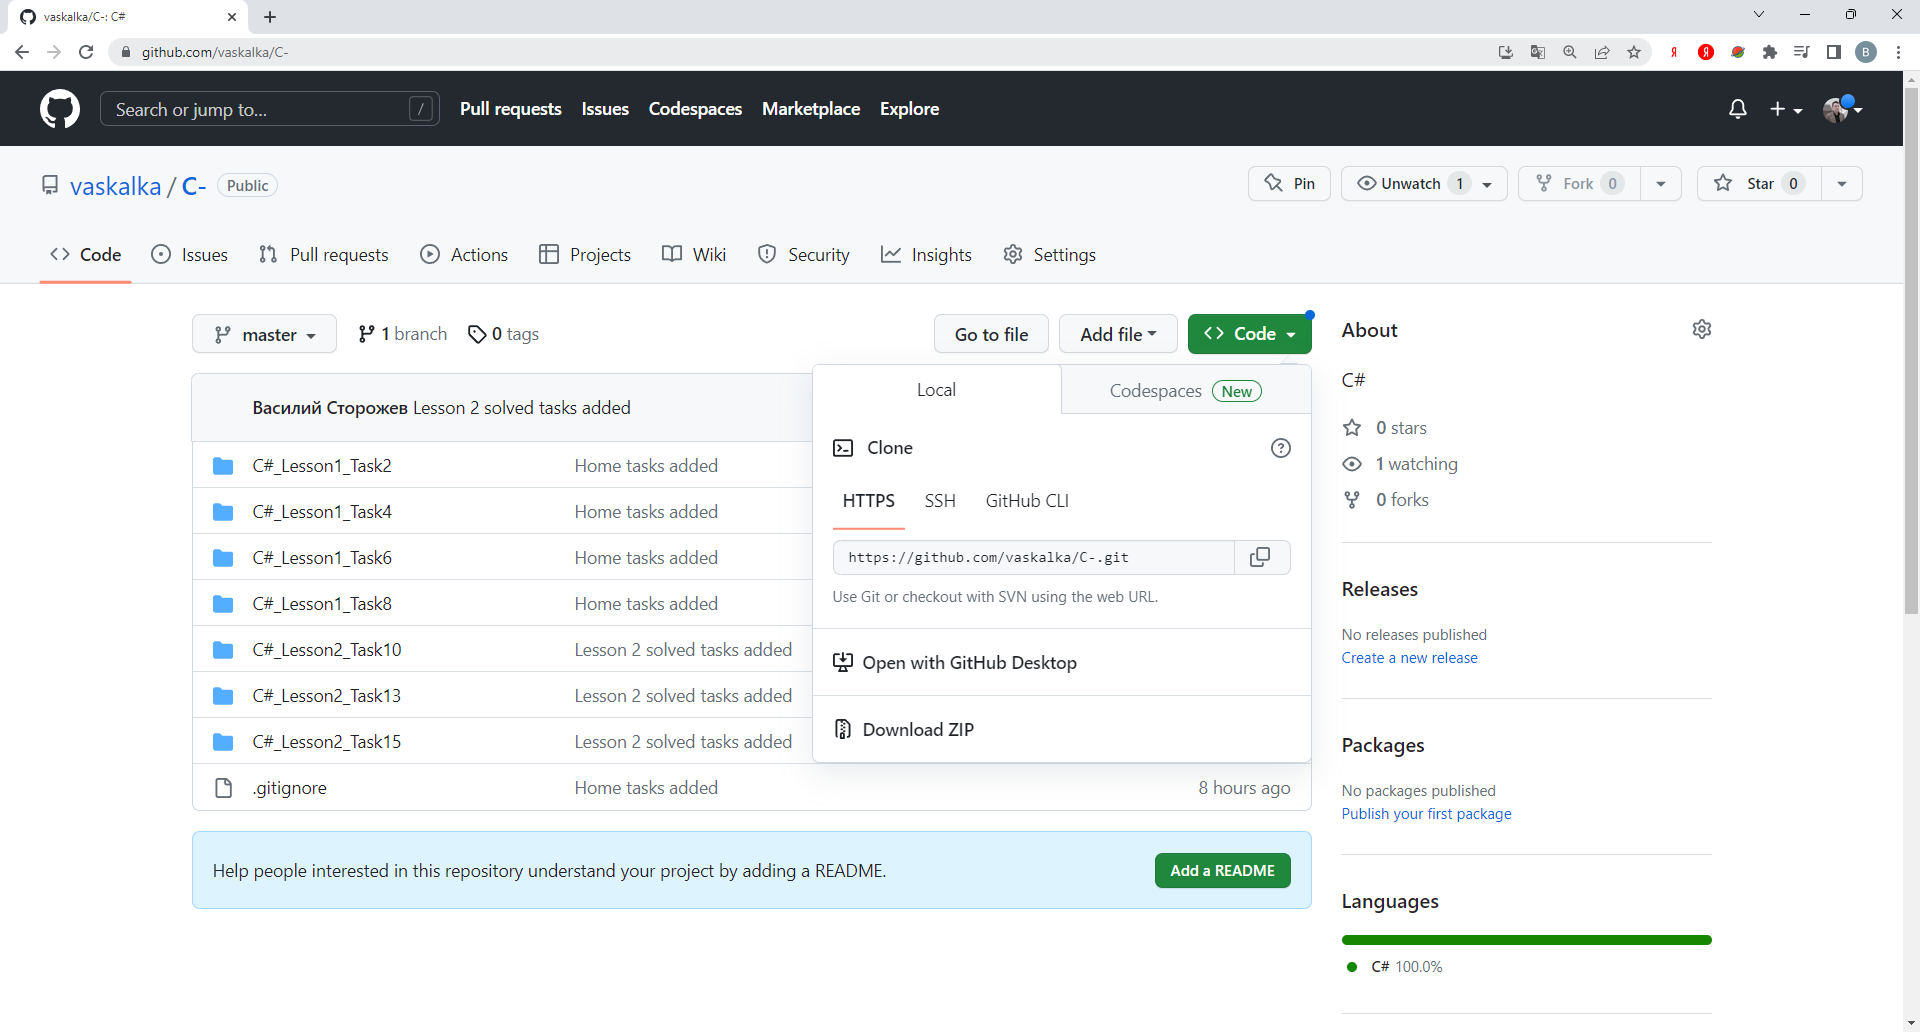 vaskalka/C-: C#
github.com/vaskalka/C-
Я Я B
Search or jump to... /
Pull requests Issues Codespaces Marketplace Explore
vaskalka / C- Public
Pin Unwatch 1 Fork 0 Star 0
Code Issues Pull requests Actions Projects Wiki Security Insights Settings
master 1 branch 0 tags Go to file Add file Code
Local Codespaces New
Василий Сторожев Lesson 2 solved tasks added
Clone
C#_Lesson1_Task2 Home tasks added
C#_Lesson1_Task4 Home tasks added
C#_Lesson1_Task6 Home tasks added
C#_Lesson1_Task8 Home tasks added
C#_Lesson2_Task10 Lesson 2 solved tasks added
C#_Lesson2_Task13 Lesson 2 solved tasks added
C#_Lesson2_Task15 Lesson 2 solved tasks added
.gitignore Home tasks added 8 hours ago
HTTPS SSH GitHub CLI
https://github.com/vaskalka/C-.git
Use Git or checkout with SVN using the web URL.
Open with GitHub Desktop
Download ZIP
Help people interested in this repository understand your project by adding a README. Add a README
About
C#
0 stars
1 watching
0 forks
Releases
No releases published
Create a new release
Packages
No packages published
Publish your first package
Languages
C# 100.0%